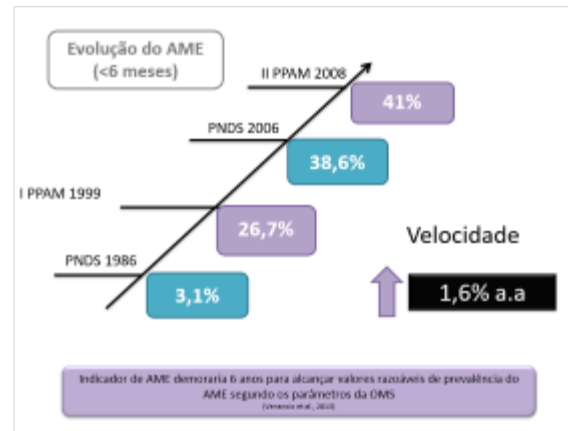 Evolução do AME
(<6 meses)
II PPAM 2008
41%
PNDS 2006
38,6%
I PPAM 1999
26,7%
Velocidade
PNDS 1986
3,1%
1,6% a.a
Indicador de AME demoraria 6 anos para alcançar valores razoáveis de prevalência do
AME segundo os parâmetros da OMS
et al.,